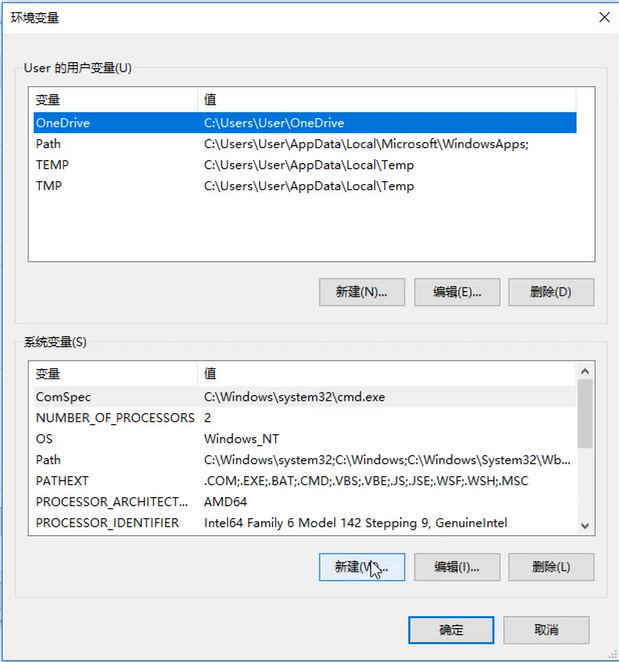 环境变量
User 的用户变量(U)
变量 值
OneDrive C:\Users\User\OneDrive
Path C:\Users\User\AppData\Local\Microsoft\WindowsApps;
TEMP C:\Users\User\AppData\Local\Temp
TMP C:\Users\User\AppData\Local\Temp
新建(N)... 编辑(E)... 删除(D)
系统变量(S)
变量 值
ComSpec C:\Windows\system32\cmd.exe
NUMBER_OF_PROCESSORS 2
OS Windows_NT
Path C:\Windows\system32;C:\Windows;C:\Windows\System32\Wb...
PATHEXT .COM;.EXE;.BAT;.CMD;.VBS;.VBE;.JS;.JSE;.WSF;.WSH;.MSC
PROCESSOR_ARCHITECT... AMD64
PROCESSOR_IDENTIFIER Intel64 Family 6 Model 142 Stepping 9, GenuineIntel
新建(W)... 编辑(I)... 删除(L)
确定 取消